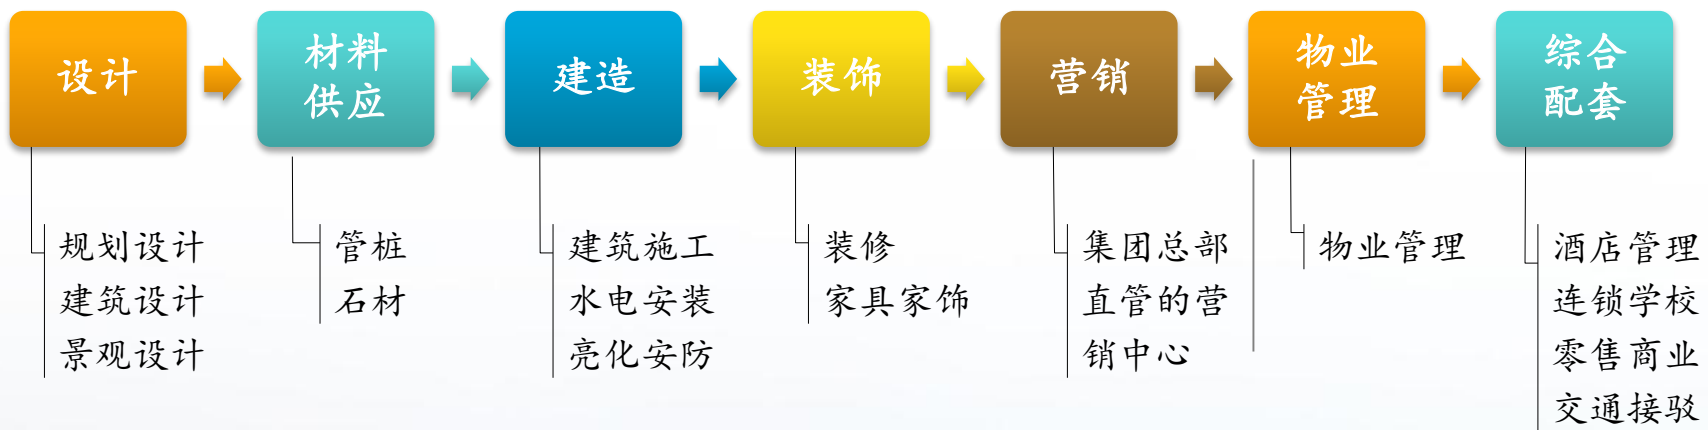 设计
材料
供应
建造
装饰
营销
物业
管理
综合
配套
规划设计
建筑设计
景观设计
管桩
石材
建筑施工
水电安装
亮化安防
装修
家具家饰
集团总部
直管的营
销中心
物业管理
酒店管理
连锁学校
零售商业
交通接驳